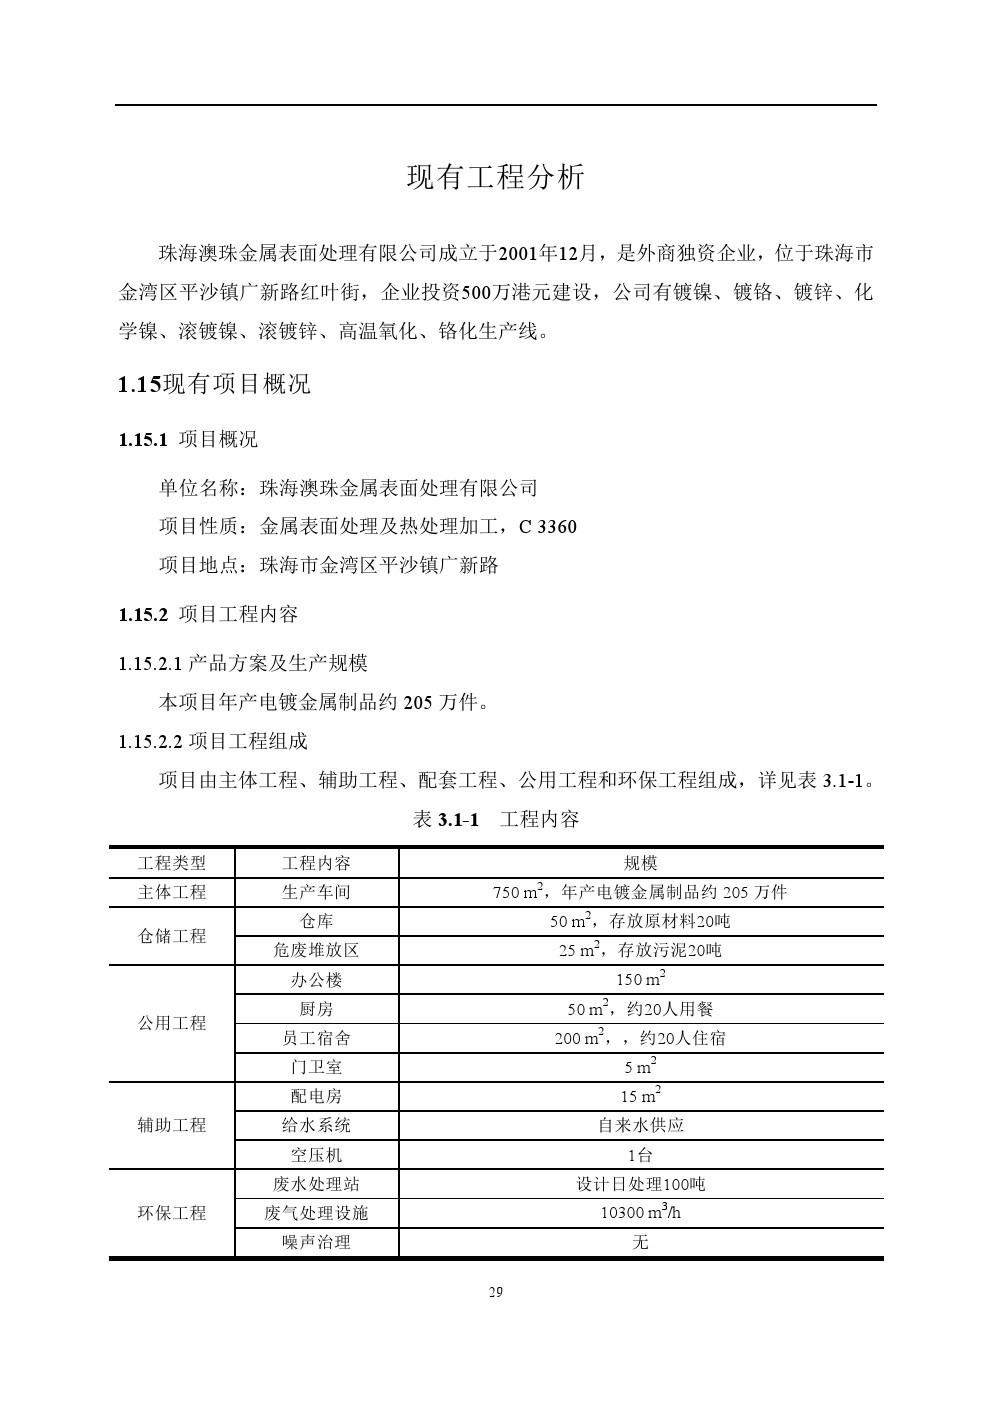 现有工程分析
珠海澳珠金属表面处理有限公司成立于2001年12月，是外商独资企业，位于珠海市
金湾区平沙镇广新路红叶街，企业投资500万港元建设，公司有镀镍、镀铬、镀锌、化
学镍、滚镀镍、滚镀锌、高温氧化、铬化生产线。
1.15现有项目概况
1.15.1 项目概况
单位名称：珠海澳珠金属表面处理有限公司
项目性质：金属表面处理及热处理加工，C 3360
项目地点：珠海市金湾区平沙镇广新路
1.15.2 项目工程内容
1.15.2.1 产品方案及生产规模
本项目年产电镀金属制品约 205 万件。
1.15.2.2 项目工程组成
项目由主体工程、辅助工程、配套工程、公用工程和环保工程组成，详见表 3.1-1。
表 3.1-1 工程内容
工程类型 工程内容 规模
主体工程 生产车间 750 m²，年产电镀金属制品约 205 万件
仓储工程 仓库 50 m²，存放原材料20吨
危废堆放区 25 m²，存放污泥20吨
公用工程 办公楼 150 m²
厨房 50 m²，约20人用餐
员工宿舍 200 m²，，约20人住宿
门卫室 5 m²
辅助工程 配电房 15 m²
给水系统 自来水供应
空压机 1台
环保工程 废水处理站 设计日处理100吨
废气处理设施 10300 m³/h
噪声治理 无
29